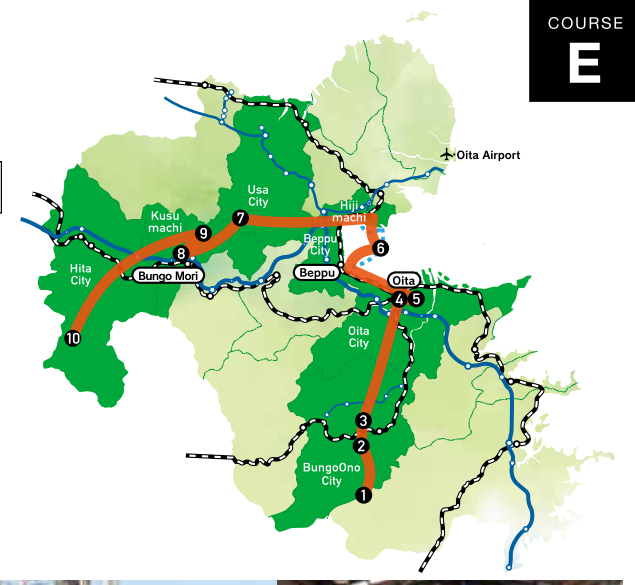 COURSE
E
Oita Airport
Usa
City
Hiji
machi
Kusu
machi
7
9
Beppu
City
6
8
Hita
City
Bungo Mori
Beppu
Oita
4
5
10
Oita
City
3
2
BungoOno
City
1